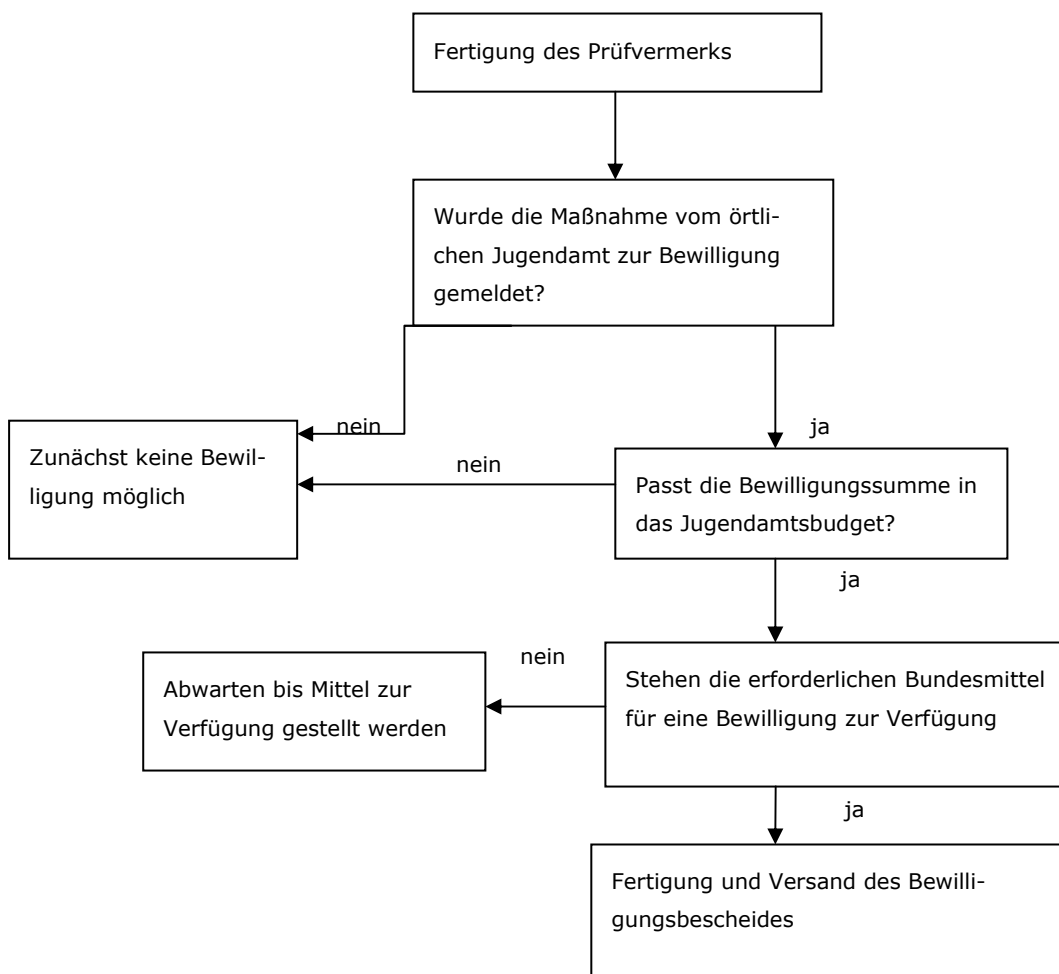 Fertigung des Prüfvermerks
Wurde die Maßnahme vom örtli-
chen Jugendamt zur Bewilligung
gemeldet?
nein
ja
Zunächst keine Bewil-
ligung möglich
nein
Passt die Bewilligungssumme in
das Jugendamtsbudget?
ja
nein
Abwarten bis Mittel zur
Verfügung gestellt werden
Stehen die erforderlichen Bundesmittel
für eine Bewilligung zur Verfügung
ja
Fertigung und Versand des Bewilli-
gungsbescheides